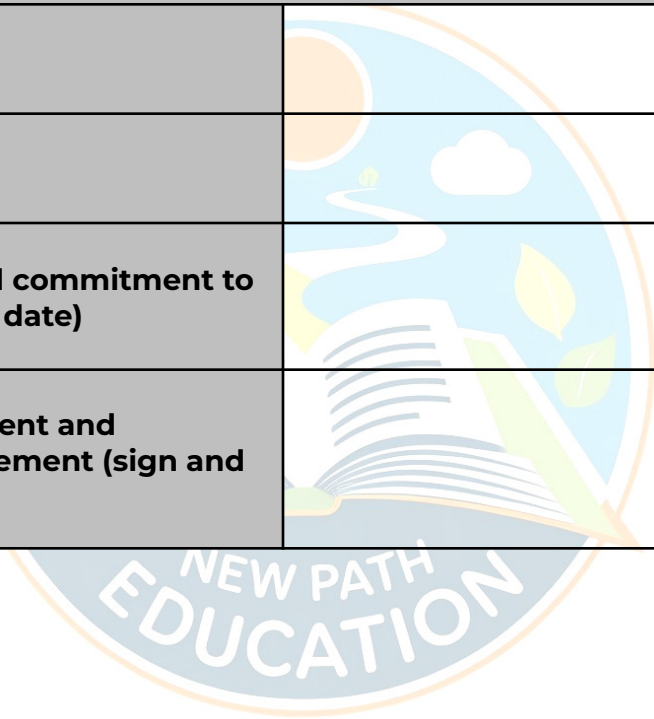 commitment to
date)
ent and
ement (sign and
NEW PATH
EDUCATION